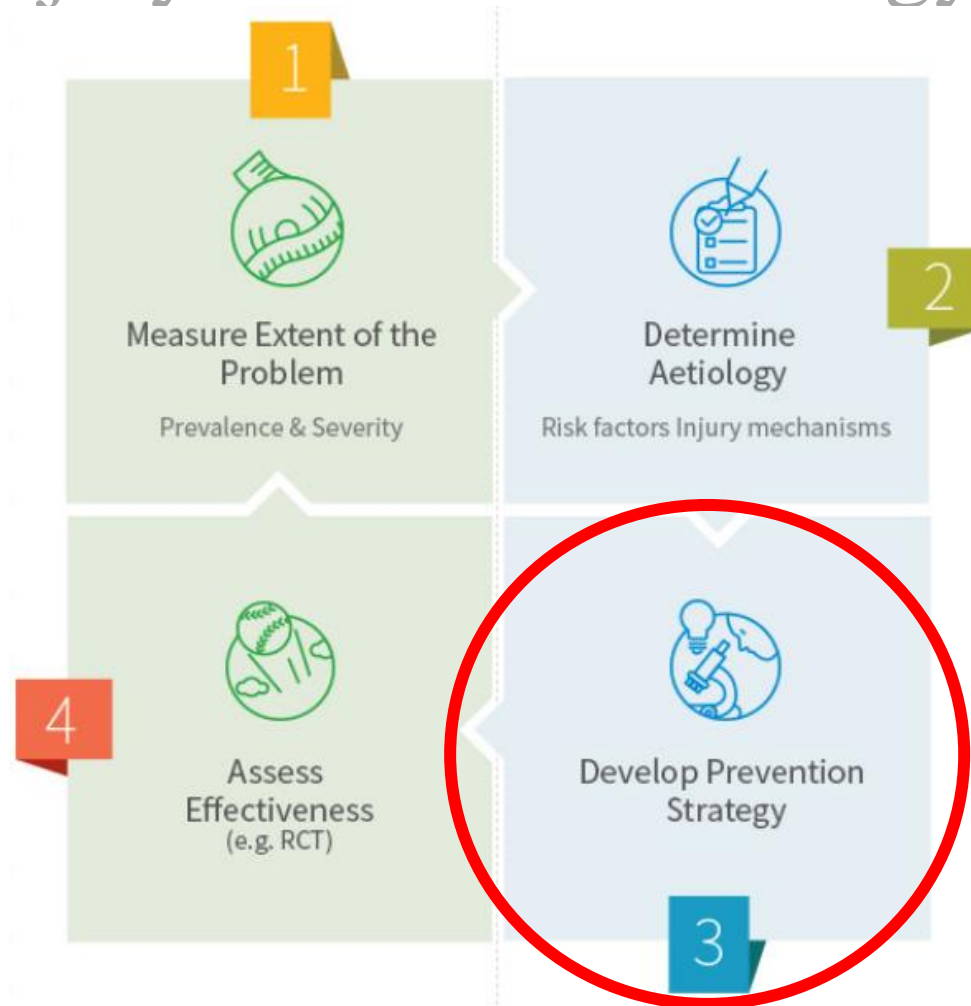 1
Measure Extent of the
Problem
Prevalence & Severity
2
Determine
Aetiology
Risk factors Injury mechanisms
3
Develop Prevention
Strategy
4
Assess
Effectiveness
(e.g. RCT)